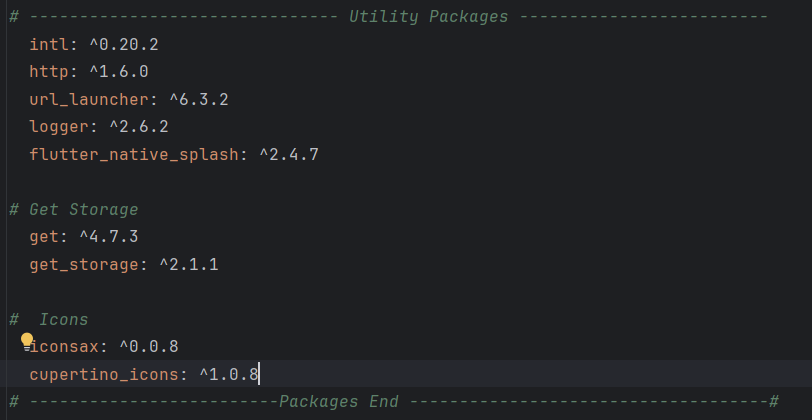 # ------------------------------- Utility Packages -------------------------
intl: ^0.20.2
http: ^1.6.0
url_launcher: ^6.3.2
logger: ^2.6.2
flutter_native_splash: ^2.4.7
# Get Storage
get: ^4.7.3
get_storage: ^2.1.1
#  Icons
iconsax: ^0.0.8
cupertino_icons: ^1.0.8
# -------------------------Packages End ------------------------------------#